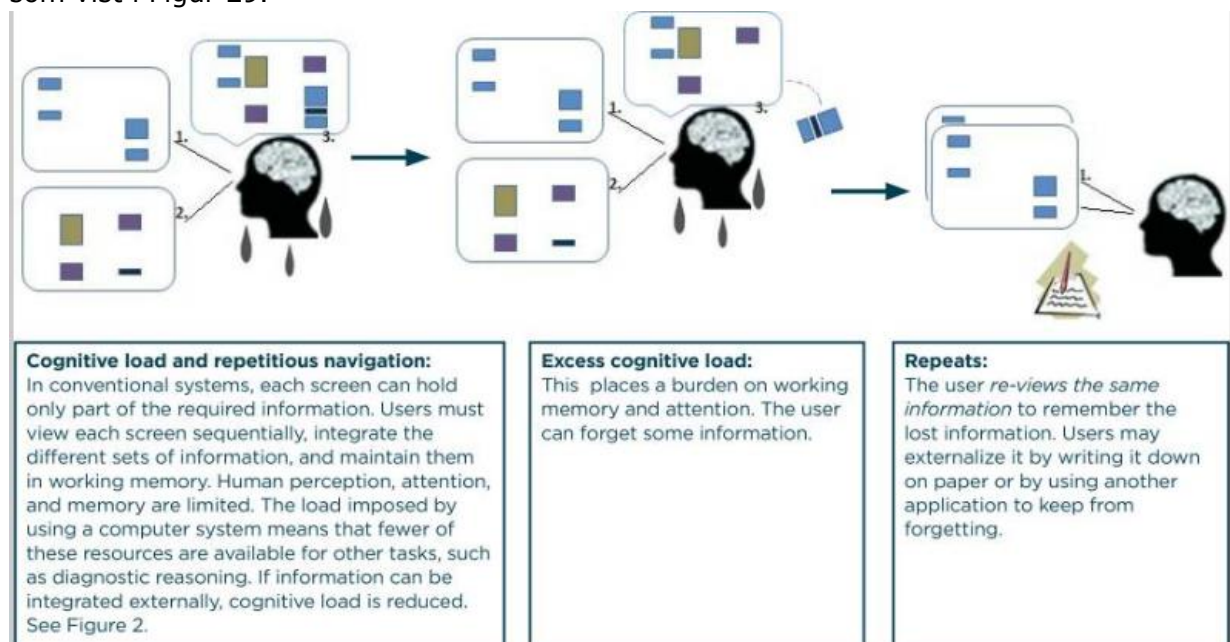 som vist i Figur 29.
1.
2,
3.
1.
2,
3.
1.
Cognitive load and repetitious navigation:
In conventional systems, each screen can hold
only part of the required information. Users must
view each screen sequentially, integrate the
different sets of information, and maintain them
in working memory. Human perception, attention,
and memory are limited. The load imposed by
using a computer system means that fewer of
these resources are available for other tasks, such
as diagnostic reasoning. If information can be
integrated externally, cognitive load is reduced.
See Figure 2.
Excess cognitive load:
This places a burden on working
memory and attention. The user
can forget some information.
Repeats:
The user re-views the same
information to remember the
lost information. Users may
externalize it by writing it down
on paper or by using another
application to keep from
forgetting.